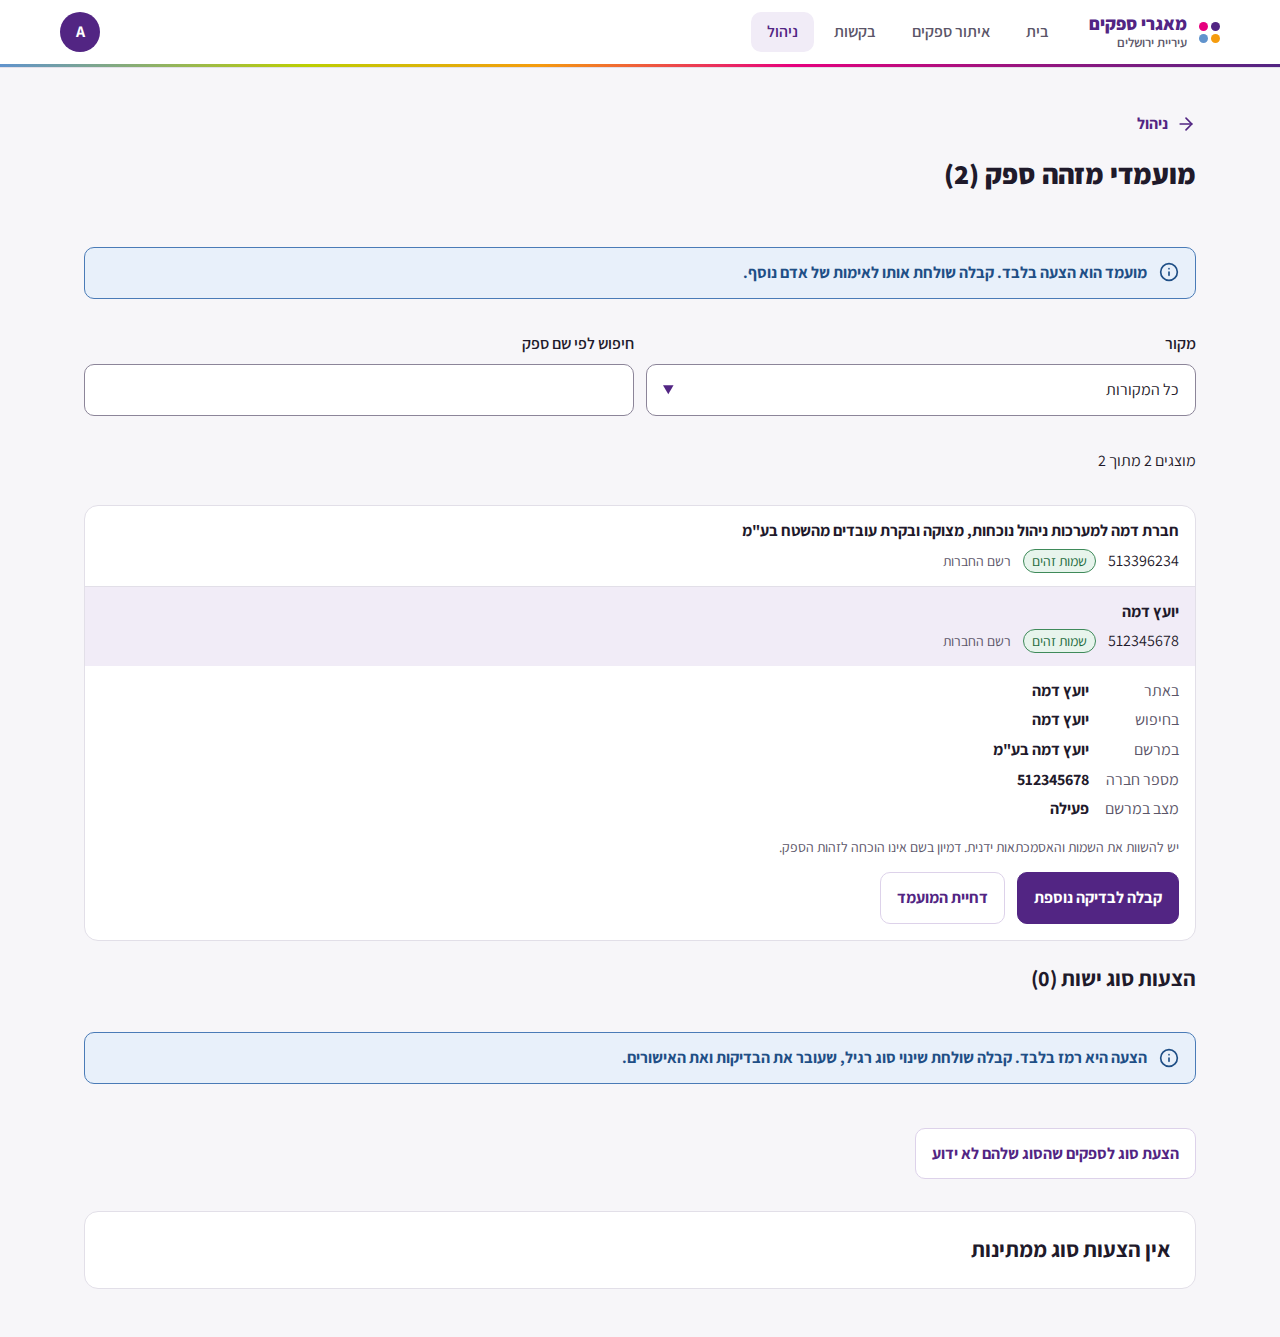 מאגרי ספקים
עיריית ירושלים
בית
איתור ספקים
בקשות
ניהול
A
ניהול
מועמדי מזהה ספק (2)
מועמד הוא הצעה בלבד. קבלה שולחת אותו לאימות של אדם נוסף.
מקור
חיפוש לפי שם ספק
כל המקורות
מוצגים 2 מתוך 2
חברת דמה למערכות ניהול נוכחות, מצוקה ובקרת עובדים מהשטח בע"מ
513396234 שמות זהים רשם החברות
יועץ דמה
512345678 שמות זהים רשם החברות
באתר יועץ דמה
בחיפוש יועץ דמה
במרשם יועץ דמה בע"מ
מספר חברה 512345678
מצב במרשם פעילה
יש להשוות את השמות והאסמכתאות ידנית. דמיון בשם אינו הוכחה לזהות הספק.
קבלה לבדיקה נוספת
דחיית המועמד
הצעות סוג ישות (0)
הצעה היא רמז בלבד. קבלה שולחת שינוי סוג רגיל, שעובר את הבדיקות ואת האישורים.
הצעת סוג לספקים שהסוג שלהם לא ידוע
אין הצעות סוג ממתינות